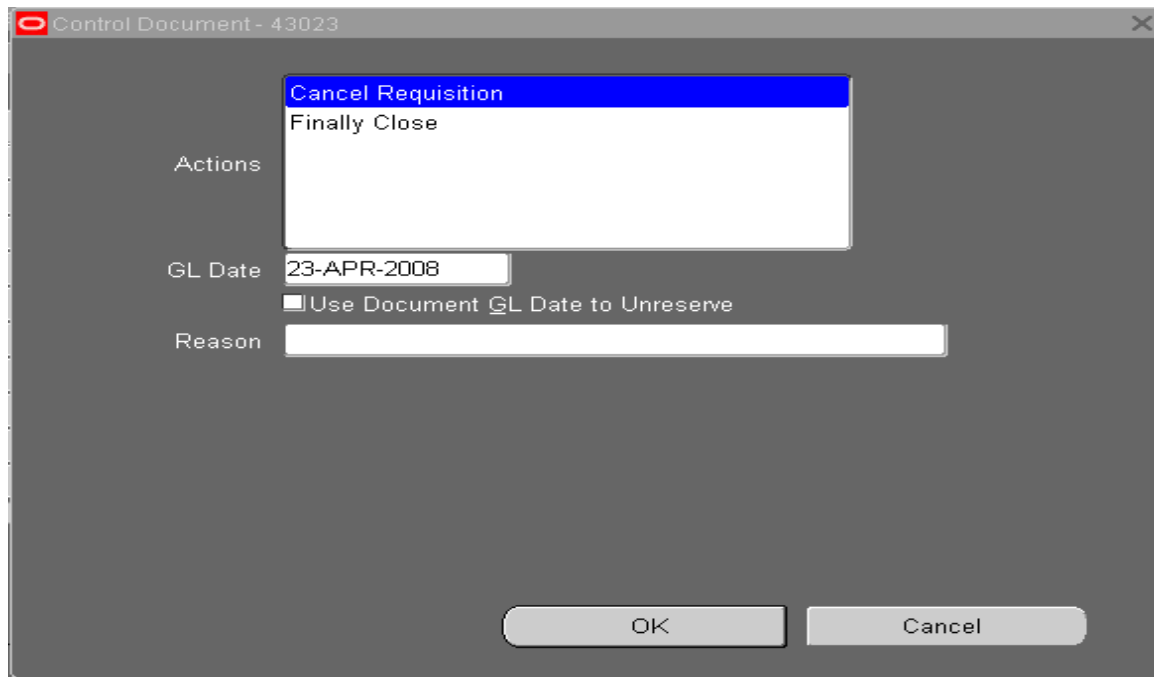 Control Document - 43023
Cancel Requisition
Finally Close
Actions
GL Date 23-APR-2008
Use Document GL Date to Unreserve
Reason
OK Cancel